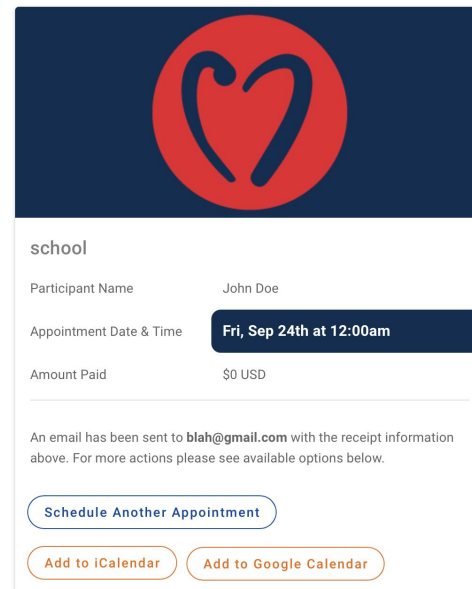 school
Participant Name John Doe
Appointment Date & Time Fri, Sep 24th at 12:00am
Amount Paid $0 USD
An email has been sent to blah@gmail.com with the receipt information
above. For more actions please see available options below.
Schedule Another Appointment
Add to iCalendar Add to Google Calendar